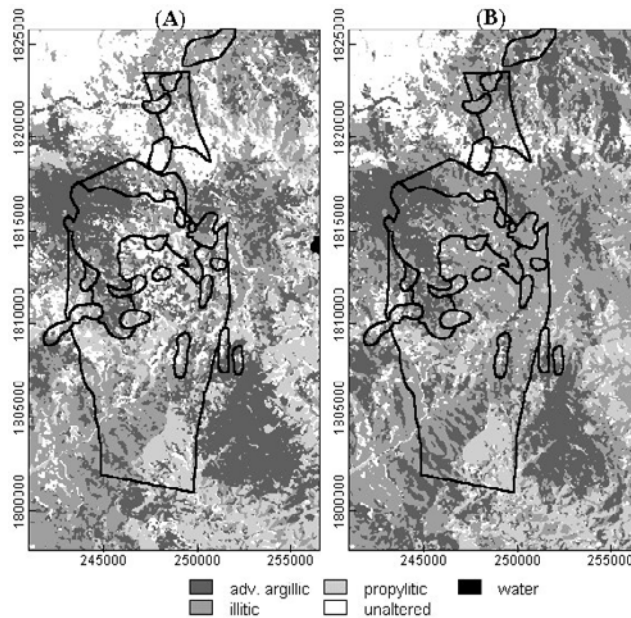 (A) (B)
1825000 1825000
1820000 1820000
1815000 1815000
1810000 1810000
1805000 1805000
1800000 1800000
245000 250000 255000 245000 250000 255000
adv. argillic propylitic water
illitic unaltered